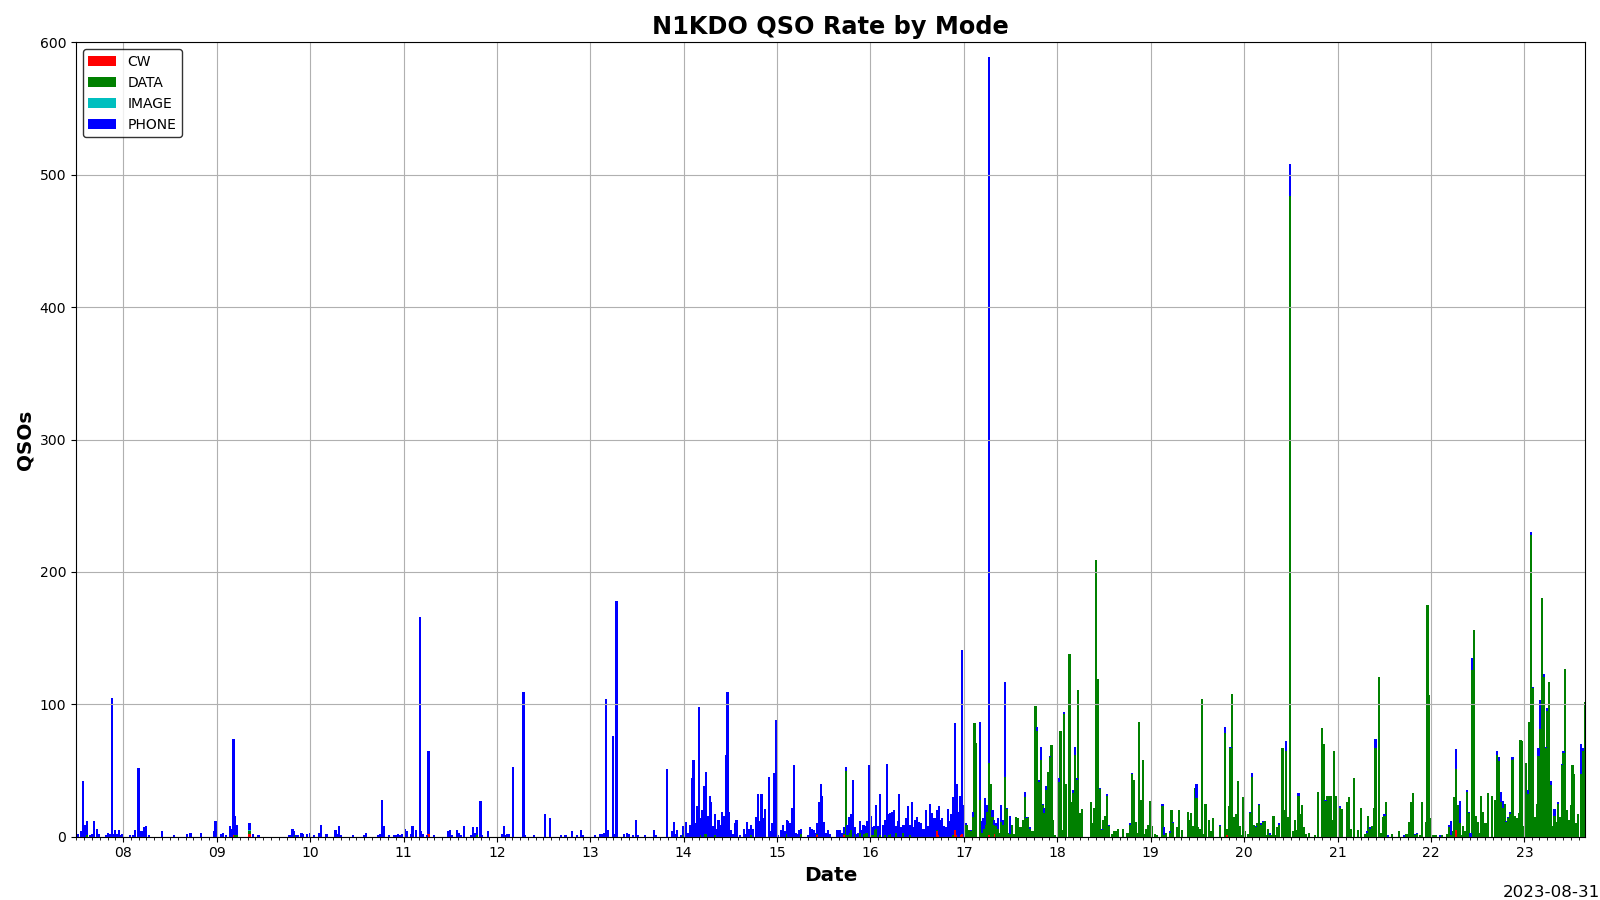 N1KDO QSO Rate by Mode
CW
DATA
IMAGE
PHONE
600
500
400
300
200
100
0
QSOs
08 09 10 11 12 13 14 15 16 17 18 19 20 21 22 23
Date
2023-08-31